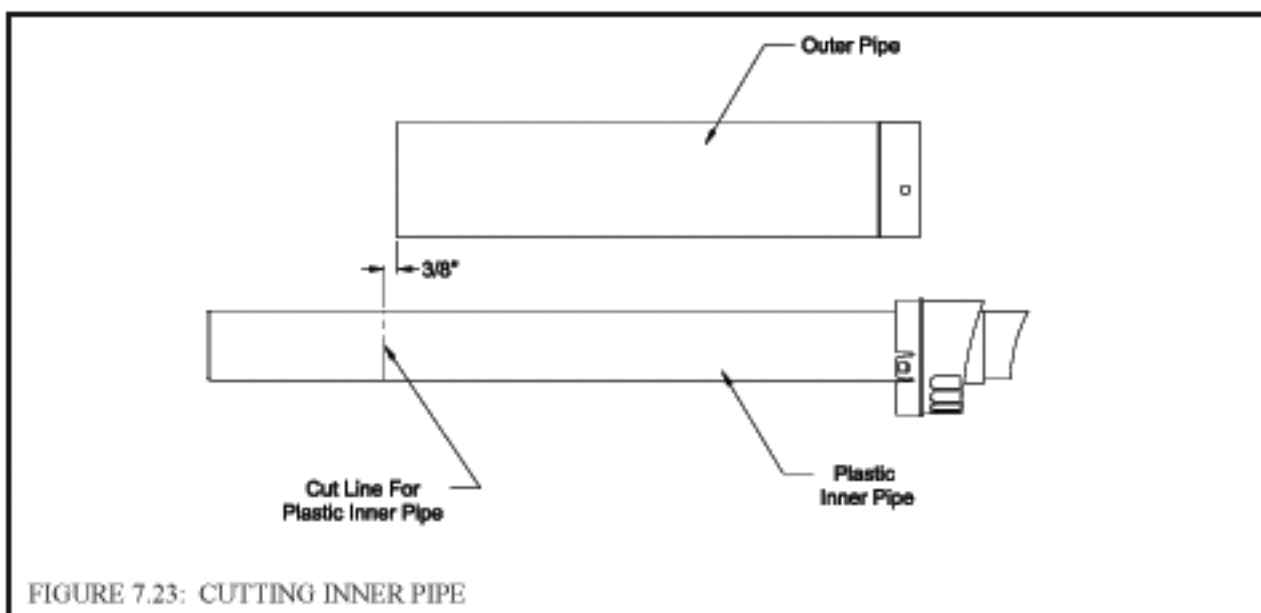 Outer Pipe
3/8"
Cut Line For
Plastic Inner Pipe
Plastic
Inner Pipe
FIGURE 7.23: CUTTING INNER PIPE